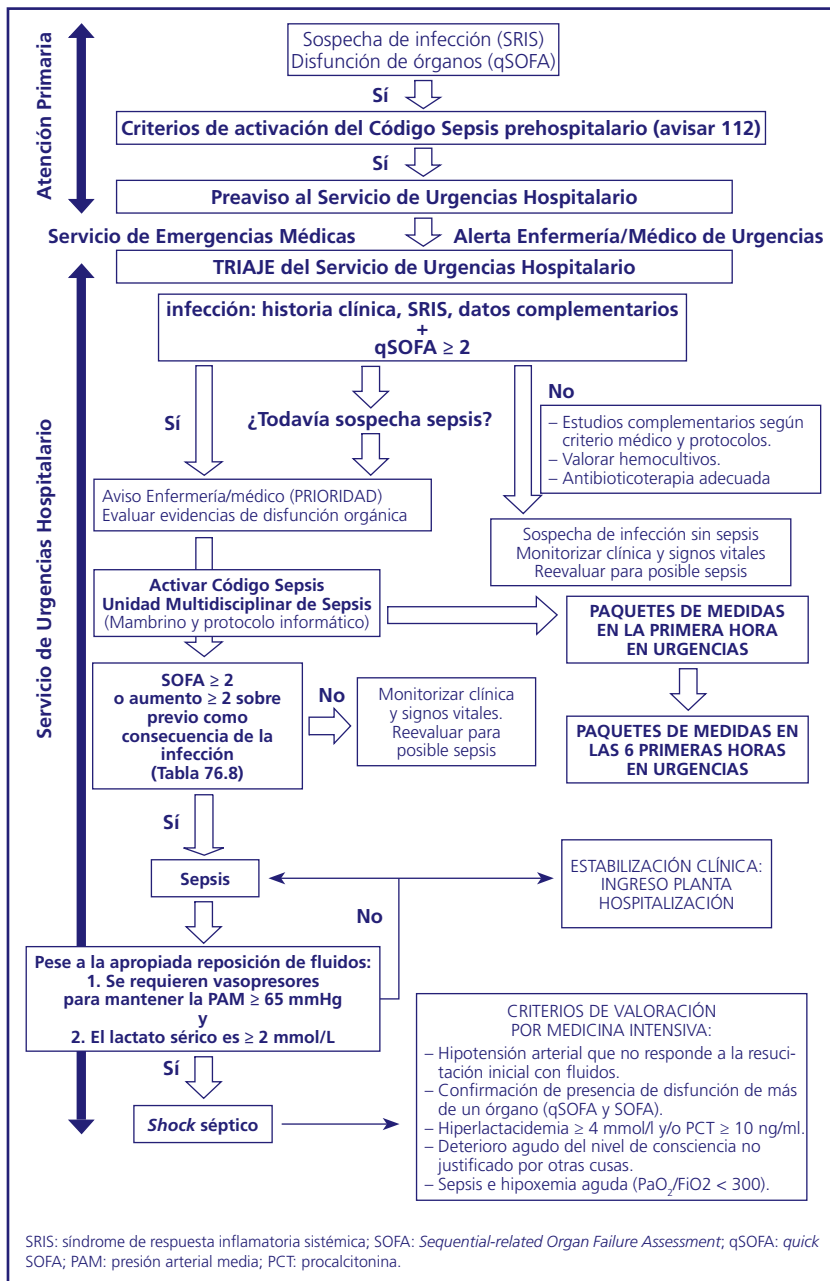 Atención Primaria
Sospecha de infección (SRIS)
Disfunción de órganos (qSOFA)
Sí
Criterios de activación del Código Sepsis prehospitalario (avisar 112)
Sí
Preaviso al Servicio de Urgencias Hospitalario
Servicio de Emergencias Médicas
Alerta Enfermería/Médico de Urgencias
Servicio de Urgencias Hospitalario
TRIAJE del Servicio de Urgencias Hospitalario
infección: historia clínica, SRIS, datos complementarios
+
qSOFA ≥ 2
Sí
¿Todavía sospecha sepsis?
No
– Estudios complementarios según
criterio médico y protocolos.
– Valorar hemocultivos.
– Antibioticoterapia adecuada
Aviso Enfermería/médico (PRIORIDAD)
Evaluar evidencias de disfunción orgánica
Sospecha de infección sin sepsis
Monitorizar clínica y signos vitales
Reevaluar para posible sepsis
Activar Código Sepsis
Unidad Multidisciplinar de Sepsis
(Mambrino y protocolo informático)
PAQUETES DE MEDIDAS
EN LA PRIMERA HORA
EN URGENCIAS
SOFA ≥ 2
o aumento ≥ 2 sobre
previo como
consecuencia de la
infección
(Tabla 76.8)
No
Monitorizar clínica
y signos vitales.
Reevaluar para
posible sepsis
PAQUETES DE MEDIDAS EN
LAS 6 PRIMERAS HORAS
EN URGENCIAS
Sí
Sepsis
No
ESTABILIZACIÓN CLÍNICA:
INGRESO PLANTA
HOSPITALIZACIÓN
Pese a la apropiada reposición de fluidos:
1. Se requieren vasopresores
para mantener la PAM ≥ 65 mmHg
y
2. El lactato sérico es ≥ 2 mmol/L
Sí
Shock séptico
CRITERIOS DE VALORACIÓN
POR MEDICINA INTENSIVA:
– Hipotensión arterial que no responde a la resuci-
tación inicial con fluidos.
– Confirmación de presencia de disfunción de más
de un órgano (qSOFA y SOFA).
– Hiperlactacidemia ≥ 4 mmol/l y/o PCT ≥ 10 ng/ml.
– Deterioro agudo del nivel de consciencia no
justificado por otras cusas.
– Sepsis e hipoxemia aguda (PaO₂/FiO2 < 300).
SRIS: síndrome de respuesta inflamatoria sistémica; SOFA: Sequential-related Organ Failure Assessment; qSOFA: quick
SOFA; PAM: presión arterial media; PCT: procalcitonina.